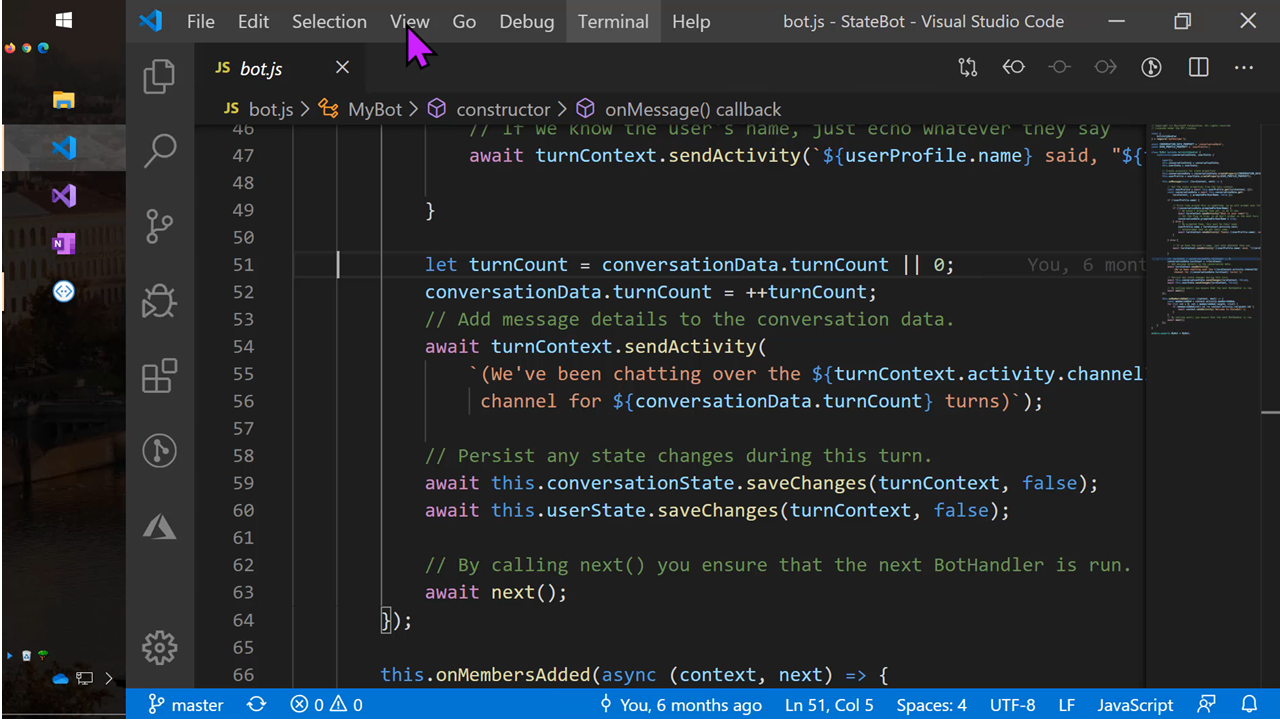 File Edit Selection View Go Debug Terminal Help bot.js - StateBot - Visual Studio Code
JS bot.js
JS bot.js > MyBot > constructor > onMessage() callback
46 // If we know the user's name, just echo whatever they say
47 await turnContext.sendActivity(`${userProfile.name} said, "${
48
49 }
50
51 let turnCount = conversationData.turnCount || 0; You, 6 mont
52 conversationData.turnCount = ++turnCount;
53 // Add message details to the conversation data.
54 await turnContext.sendActivity(
55 `(We've been chatting over the ${turnContext.activity.channel
56 channel for ${conversationData.turnCount} turns)`);
57
58 // Persist any state changes during this turn.
59 await this.conversationState.saveChanges(turnContext, false);
60 await this.userState.saveChanges(turnContext, false);
61
62 // By calling next() you ensure that the next BotHandler is run.
63 await next();
64 });
65
66 this.onMembersAdded(async (context, next) => {
master 0 0 You, 6 months ago Ln 51, Col 5 Spaces: 4 UTF-8 LF JavaScript